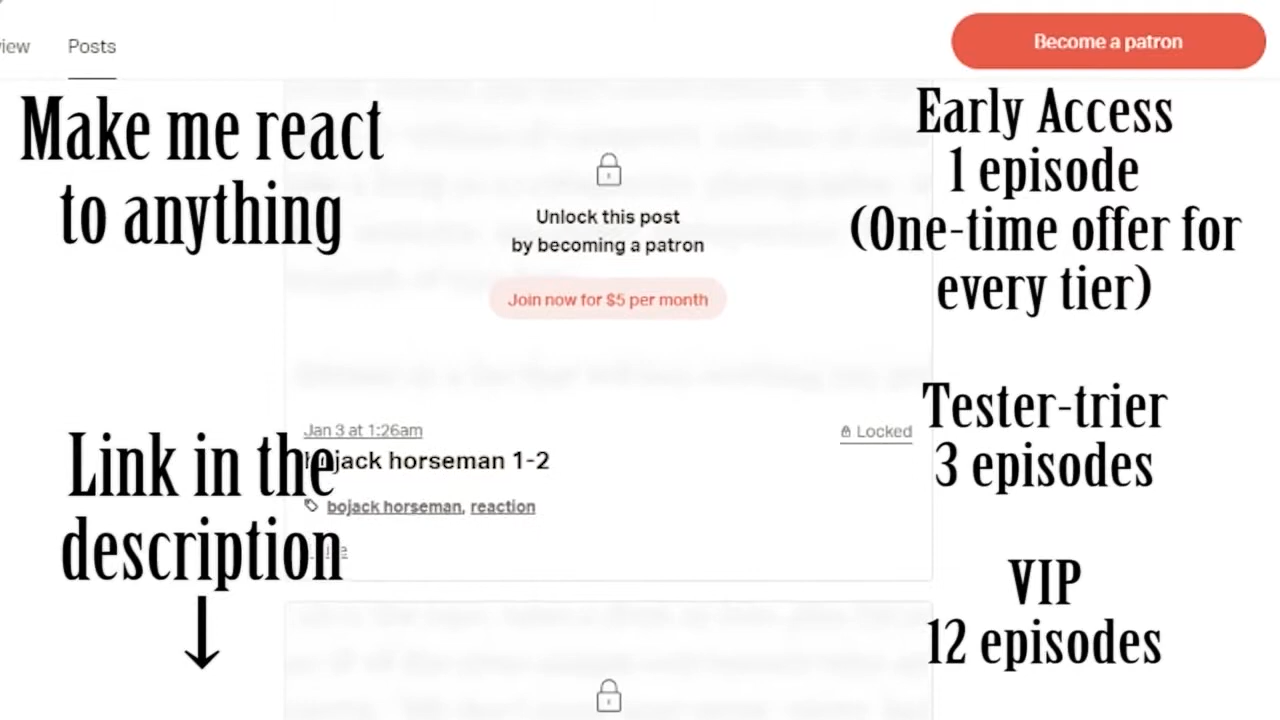 view
Posts
Become a patron
Make me react
to anything
Unlock this post
by becoming a patron
Join now for $5 per month
Early Access
1 episode
(One-time offer for
every tier)
Jan 3 at 1:26am
Locked
bojack horseman 1-2
bojack horseman, reaction
Link in the
description
Tester-trier
3 episodes
VIP
12 episodes